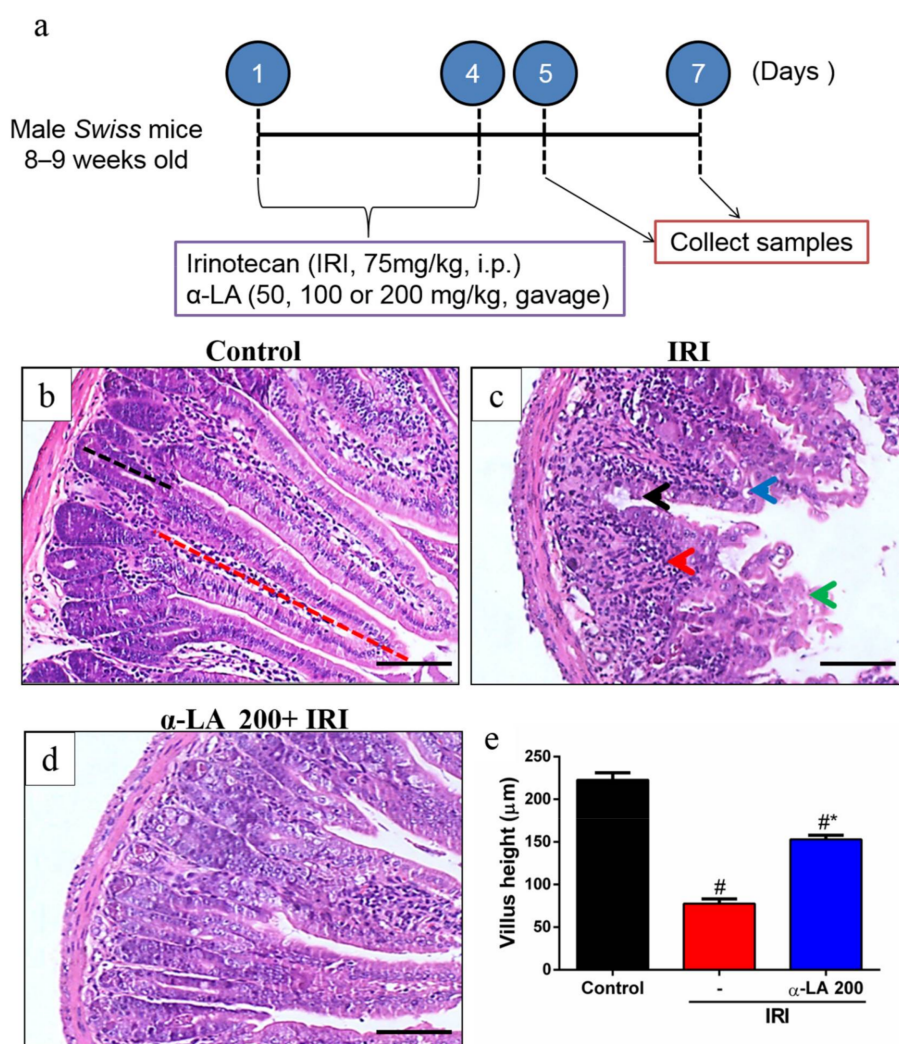 a
1
4
5
7
(Days )
Male Swiss mice
8–9 weeks old
Irinotecan (IRI, 75mg/kg, i.p.)
α-LA (50, 100 or 200 mg/kg, gavage)
Collect samples
Control
IRI
b
c
α-LA 200+ IRI
d
e
Villus height (μm)
250
200
150
100
50
0
#
#*
Control
-
α-LA 200
IRI